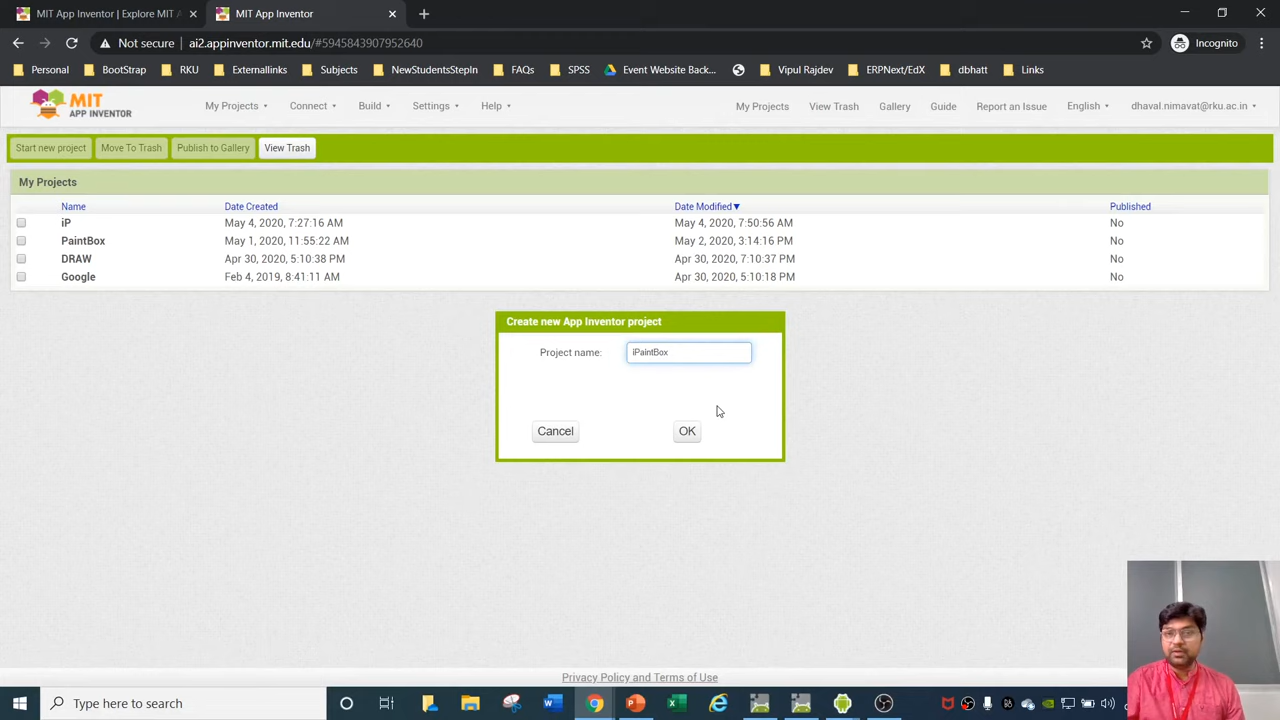 MIT App Inventor | Explore MIT A
MIT App Inventor
Not secure | ai2.appinventor.mit.edu/#5945843907952640
Incognito
Personal BootStrap RKU Externallinks Subjects NewStudentsStepIn FAQs SPSS Event Website Back... Vipul Rajdev ERPNext/EdX dbhatt Links
MIT
APP INVENTOR
My Projects Connect Build Settings Help My Projects View Trash Gallery Guide Report an Issue English dhaval.nimavat@rku.ac.in
Start new project Move To Trash Publish to Gallery View Trash
My Projects
Name Date Created Date Modified Published
iP May 4, 2020, 7:27:16 AM May 4, 2020, 7:50:56 AM No
PaintBox May 1, 2020, 11:55:22 AM May 2, 2020, 3:14:16 PM No
DRAW Apr 30, 2020, 5:10:38 PM Apr 30, 2020, 7:10:37 PM No
Google Feb 4, 2019, 8:41:11 AM Apr 30, 2020, 5:10:18 PM No
Create new App Inventor project
Project name: iPaintBox
Cancel OK
Privacy Policy and Terms of Use
Type here to search